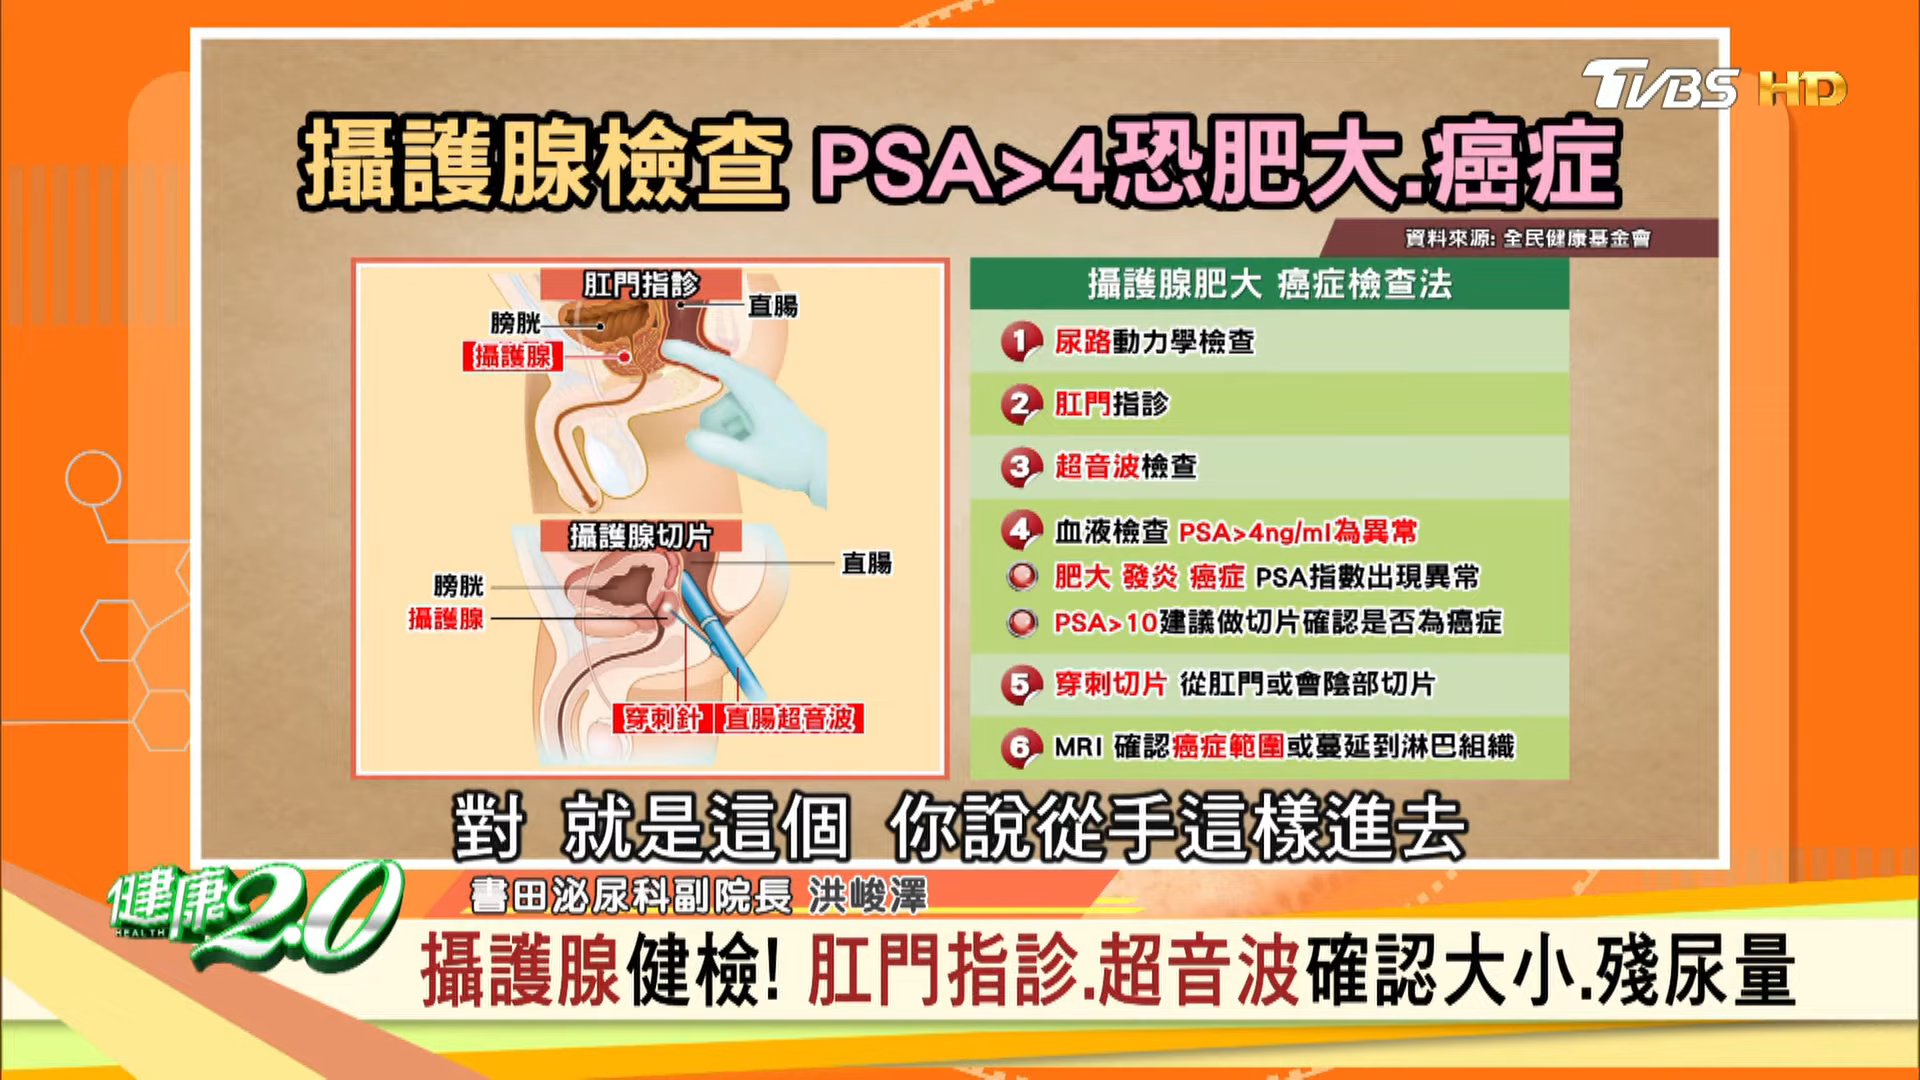 TVBS HD
攝護腺檢查 PSA>4恐肥大.癌症
資料來源: 全民健康基金會
肛門指診
直腸
膀胱
攝護腺
攝護腺切片
直腸
膀胱
攝護腺
穿刺針
直腸超音波
攝護腺肥大 癌症檢查法
1 尿路動力學檢查
2 肛門指診
3 超音波檢查
4 血液檢查 PSA>4ng/ml為異常
肥大 發炎 癌症 PSA指數出現異常
PSA>10建議做切片確認是否為癌症
5 穿刺切片 從肛門或會陰部切片
6 MRI 確認癌症範圍或蔓延到淋巴組織
對 就是這個 你說從手這樣進去
健康2.0
HEALTH
書田泌尿科副院長 洪峻澤
攝護腺健檢! 肛門指診.超音波確認大小.殘尿量